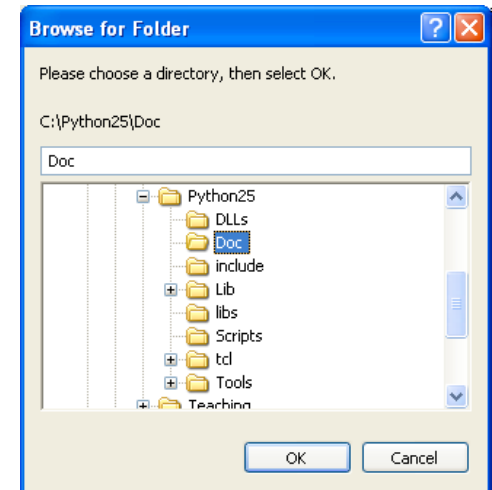 Browse for Folder
Please choose a directory, then select OK.
C:\Python25\Doc
Doc
Python25
DLLs
Doc
include
Lib
libs
Scripts
tcl
Tools
Teaching
OK Cancel